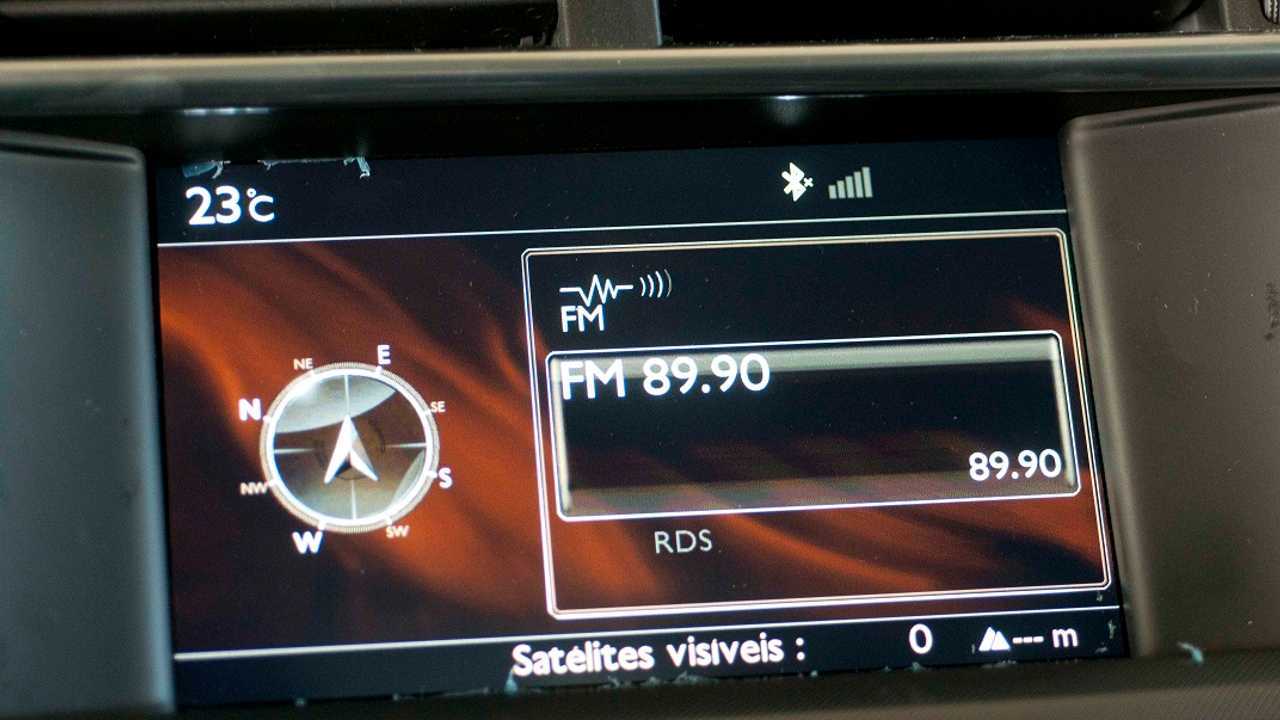 23°C
FM
FM 89.90
89.90
RDS
NE
E
N
SE
NW
S
W
SW
Satélites visíveis : 0 --- m